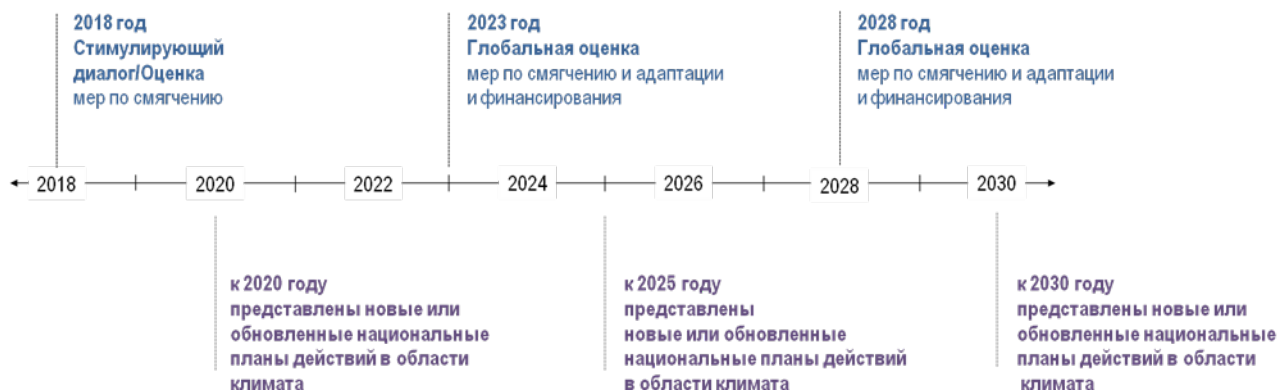 2018 год
Стимулирующий
диалог/Оценка
мер по смягчению
2023 год
Глобальная оценка
мер по смягчению и адаптации
и финансирования
2028 год
Глобальная оценка
мер по смягчению и адаптации
и финансирования
2018
2020
2022
2024
2026
2028
2030
к 2020 году
представлены новые или
обновленные национальные
планы действий в области
климата
к 2025 году
представлены
новые или обновленные
национальные планы действий
в области климата
к 2030 году
представлены новые или
обновленные национальные
планы действий в области
климата